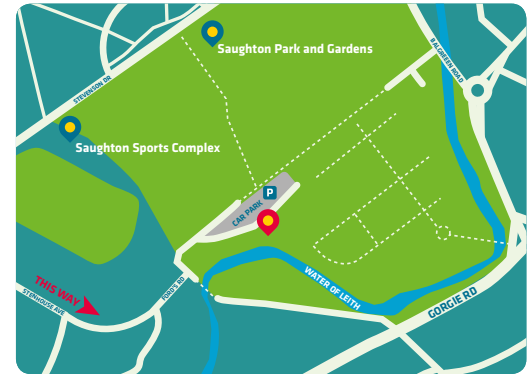 Saughton Park and Gardens
BALGREEN ROAD
STEVENSON DR
Saughton Sports Complex
P
CAR PARK
THIS WAY
STENHOUSE AVE
FORD'S RD
WATER OF LEITH
GORGIE RD